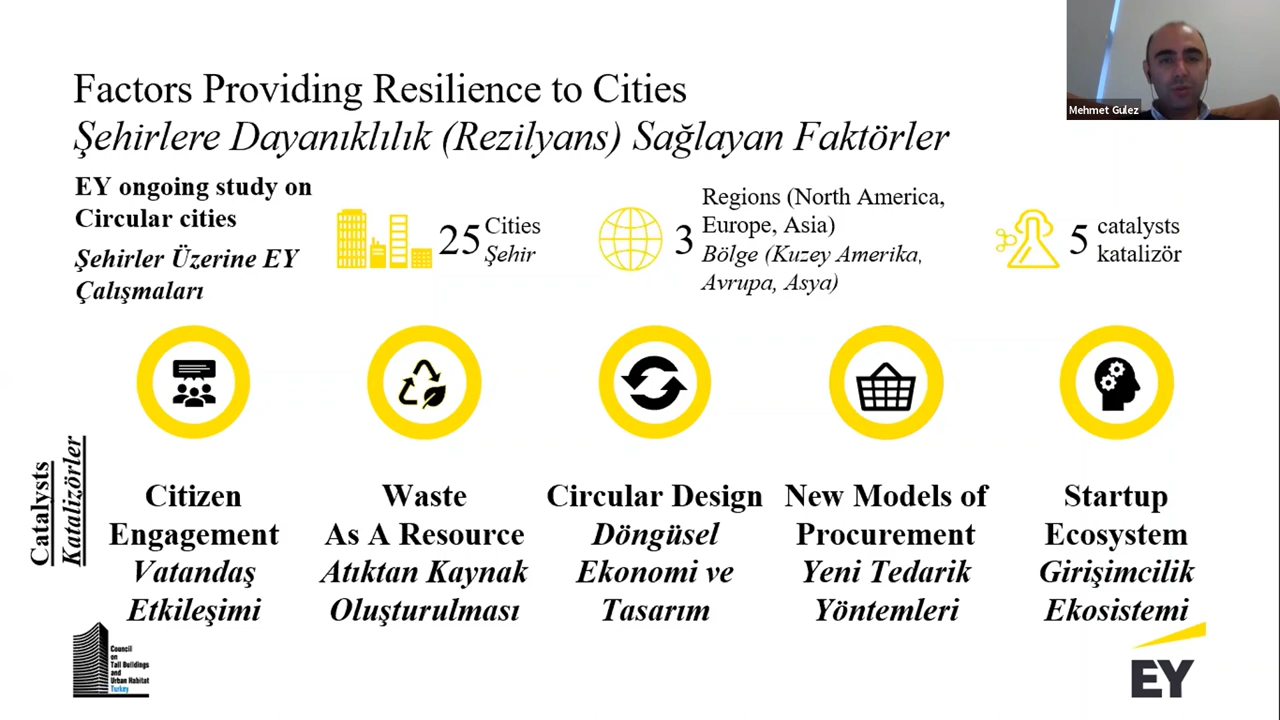 Mehmet Gulez
Factors Providing Resilience to Cities
Şehirlere Dayanıklılık (Rezilyans) Sağlayan Faktörler
EY ongoing study on
Circular cities
Şehirler Üzerine EY
Çalışmaları
25
Cities
Şehir
3
Regions (North America,
Europe, Asia)
Bölge (Kuzey Amerika,
Avrupa, Asya)
5
catalysts
katalizör
Catalysts
Katalizörler
Citizen
Engagement
Vatandaş
Etkileşimi
Waste
As A Resource
Atıktan Kaynak
Oluşturulması
Circular Design
Döngüsel
Ekonomi ve
Tasarım
New Models of
Procurement
Yeni Tedarik
Yöntemleri
Startup
Ecosystem
Girişimcilik
Ekosistemi
Council
on
Tall Buildings
and
Urban Habitat
Turkey
EY